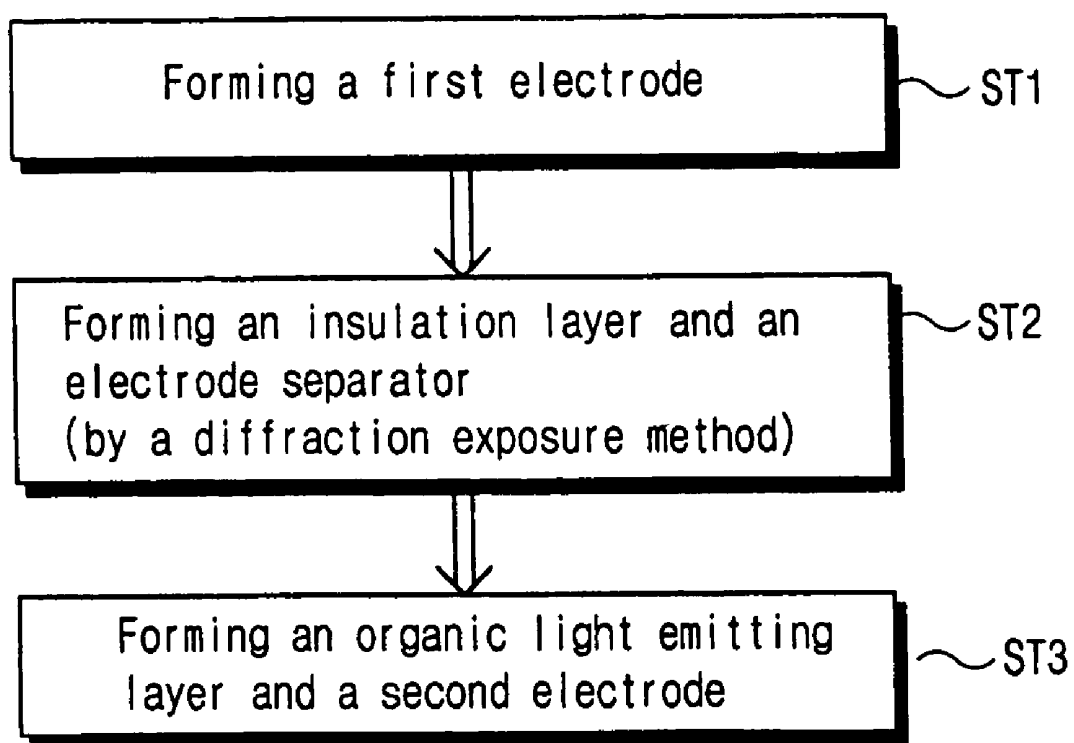 Forming a first electrode
ST1
Forming an insulation layer and an
electrode separator
(by a diffraction exposure method)
ST2
Forming an organic light emitting
layer and a second electrode
ST3